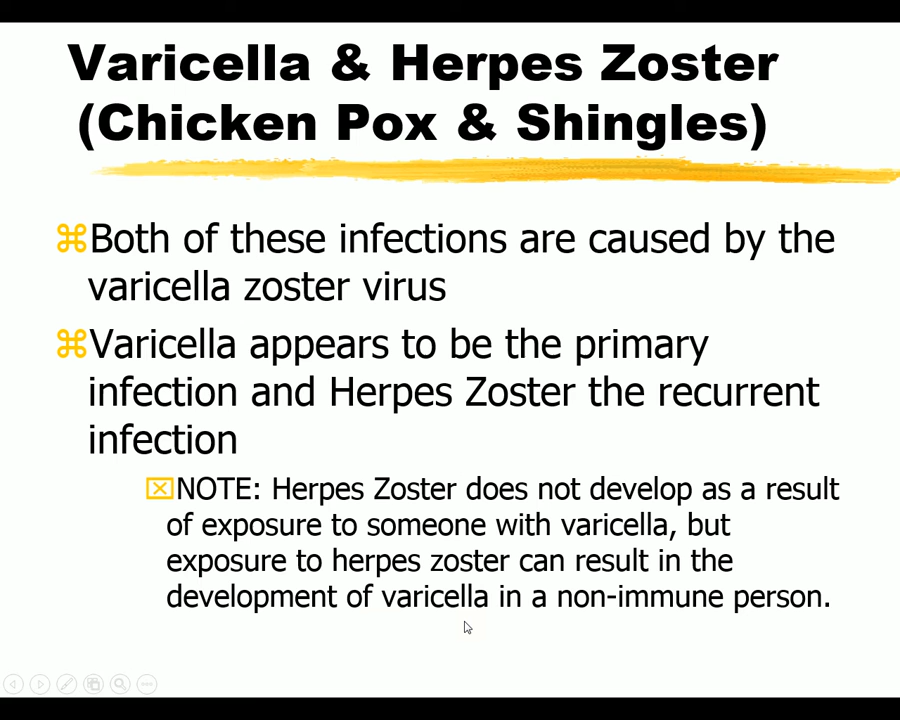 Varicella & Herpes Zoster
(Chicken Pox & Shingles)
Both of these infections are caused by the
varicella zoster virus
Varicella appears to be the primary
infection and Herpes Zoster the recurrent
infection
NOTE: Herpes Zoster does not develop as a result
of exposure to someone with varicella, but
exposure to herpes zoster can result in the
development of varicella in a non-immune person.